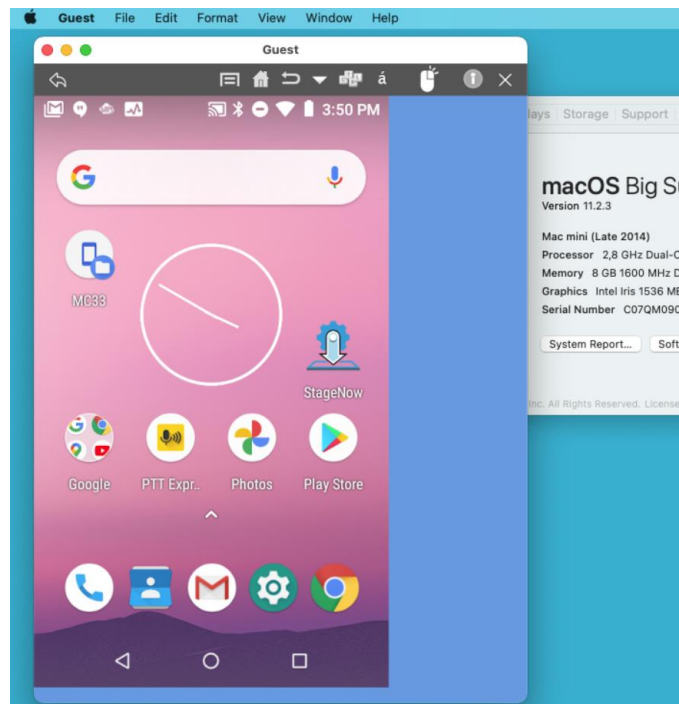 Guest File Edit Format View Window Help
Guest
á
3:50 PM
lays Storage Support
macOS Big Su
Version 11.2.3
Mac mini (Late 2014)
Processor 2,8 GHz Dual-C
Memory 8 GB 1600 MHz D
Graphics Intel Iris 1536 ME
Serial Number C07QM090
System Report... Soft
Inc. All Rights Reserved. License
MC33
StageNow
Google PTT Expr.. Photos Play Store